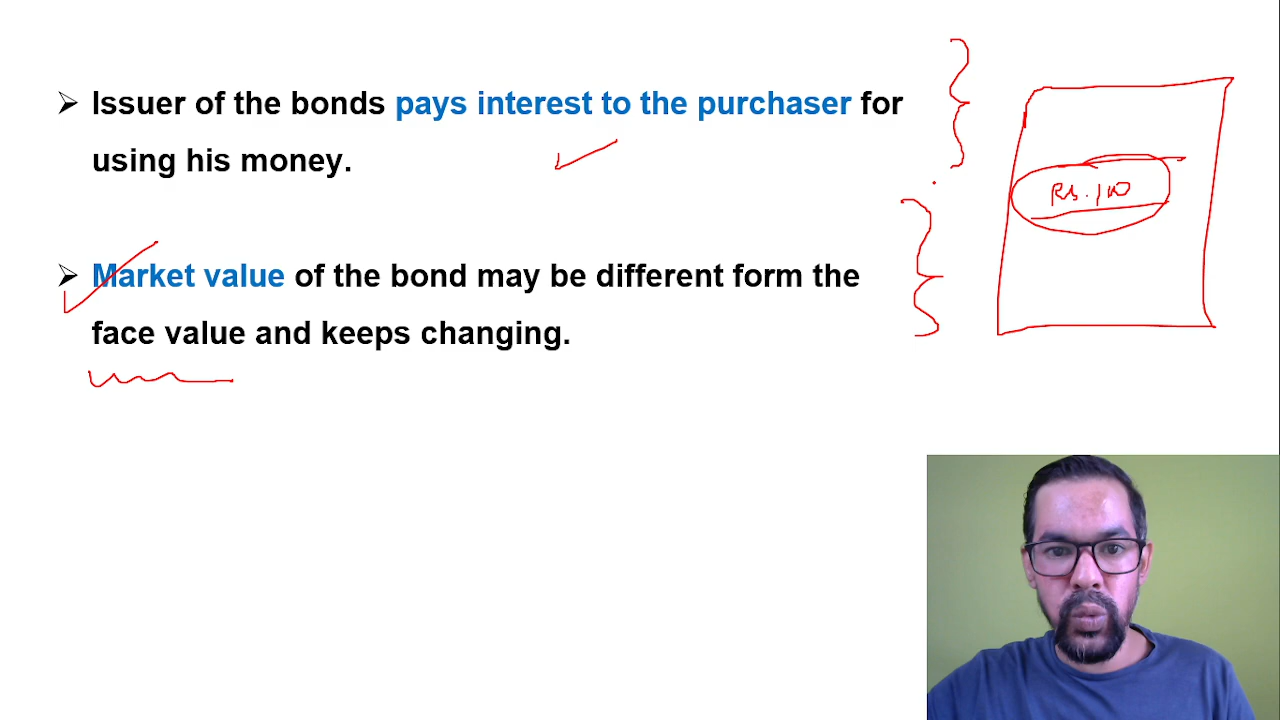 ➢ Issuer of the bonds pays interest to the purchaser for
using his money.
Rs. 100
➢ Market value of the bond may be different form the
face value and keeps changing.